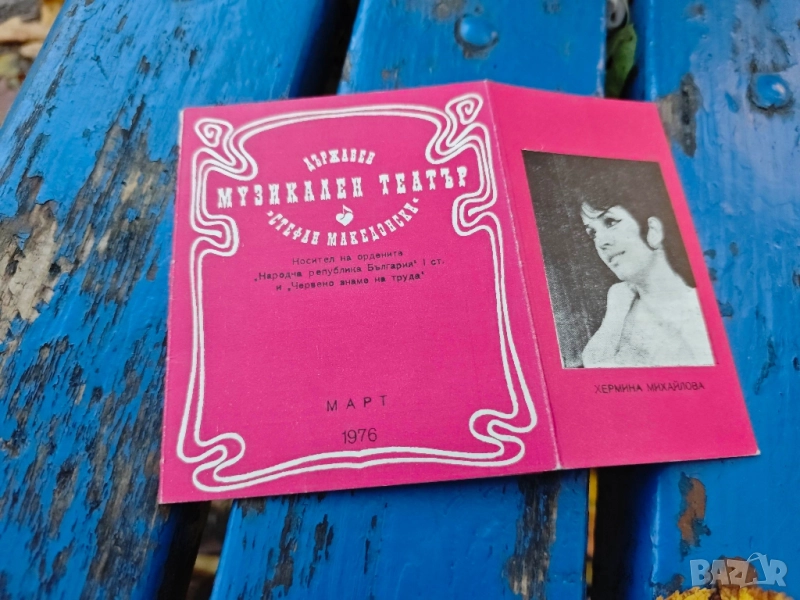 ДЪРЖАВЕН
МУЗИКАЛЕН ТЕАТЪР
„СТЕФАН МАКЕДОНСКИ“
Носител на ордените
„Народна република България“ I ст.
и „Червено знаме на труда“
МАРТ
1976
ХЕРМИНА МИХАЙЛОВА
BAZAR